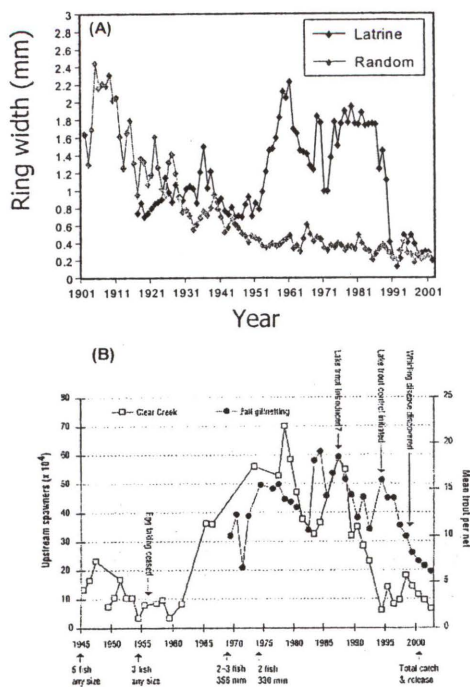 (A)
Latrine
Random
Ring width (mm)
3
2.8
2.6
2.4
2.2
2
1.8
1.6
1.4
1.2
1
0.8
0.6
0.4
0.2
0
1901 1911 1921 1931 1941 1951 1961 1971 1981 1991 2001
Year
(B)
Clear Creek
Fall gillnetting
Egg taking ceased
Lake trout introduced?
Lake trout control initiated
Whirling disease discovered
Upstream spawners (x 10⁴)
90
80
70
60
50
40
30
20
10
0
Mean trout per net
25
20
15
10
5
0
1945 1950 1955 1960 1965 1970 1975 1980 1985 1990 1995 2000
5 fish
any size
3 fish
any size
2-3 fish
356 mm
2 fish
330 mm
Total catch
& release